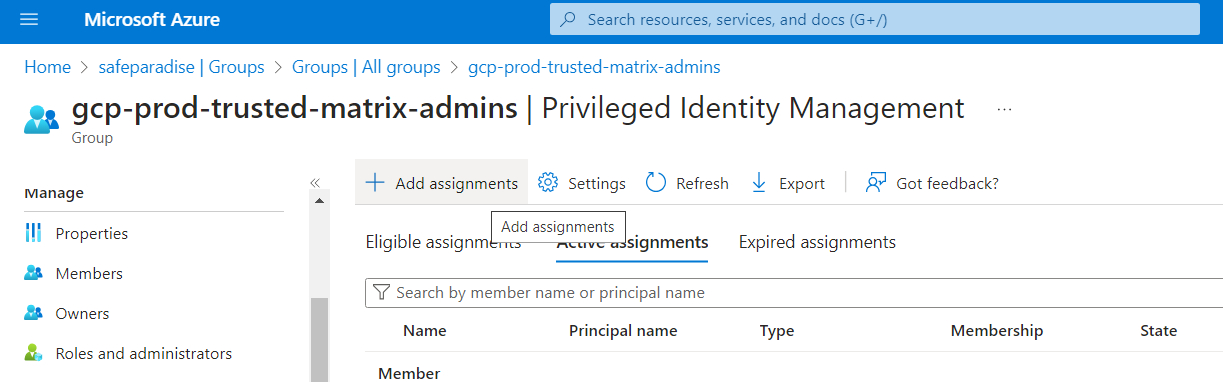 Microsoft Azure
Search resources, services, and docs (G+/)
Home > safeparadise | Groups > Groups | All groups > gcp-prod-trusted-matrix-admins
gcp-prod-trusted-matrix-admins | Privileged Identity Management ...
Group
Manage
Properties
Members
Owners
Roles and administrators
Add assignments Settings Refresh Export Got feedback?
Add assignments
Eligible assignments Active assignments Expired assignments
Search by member name or principal name
Name Principal name Type Membership State
Member